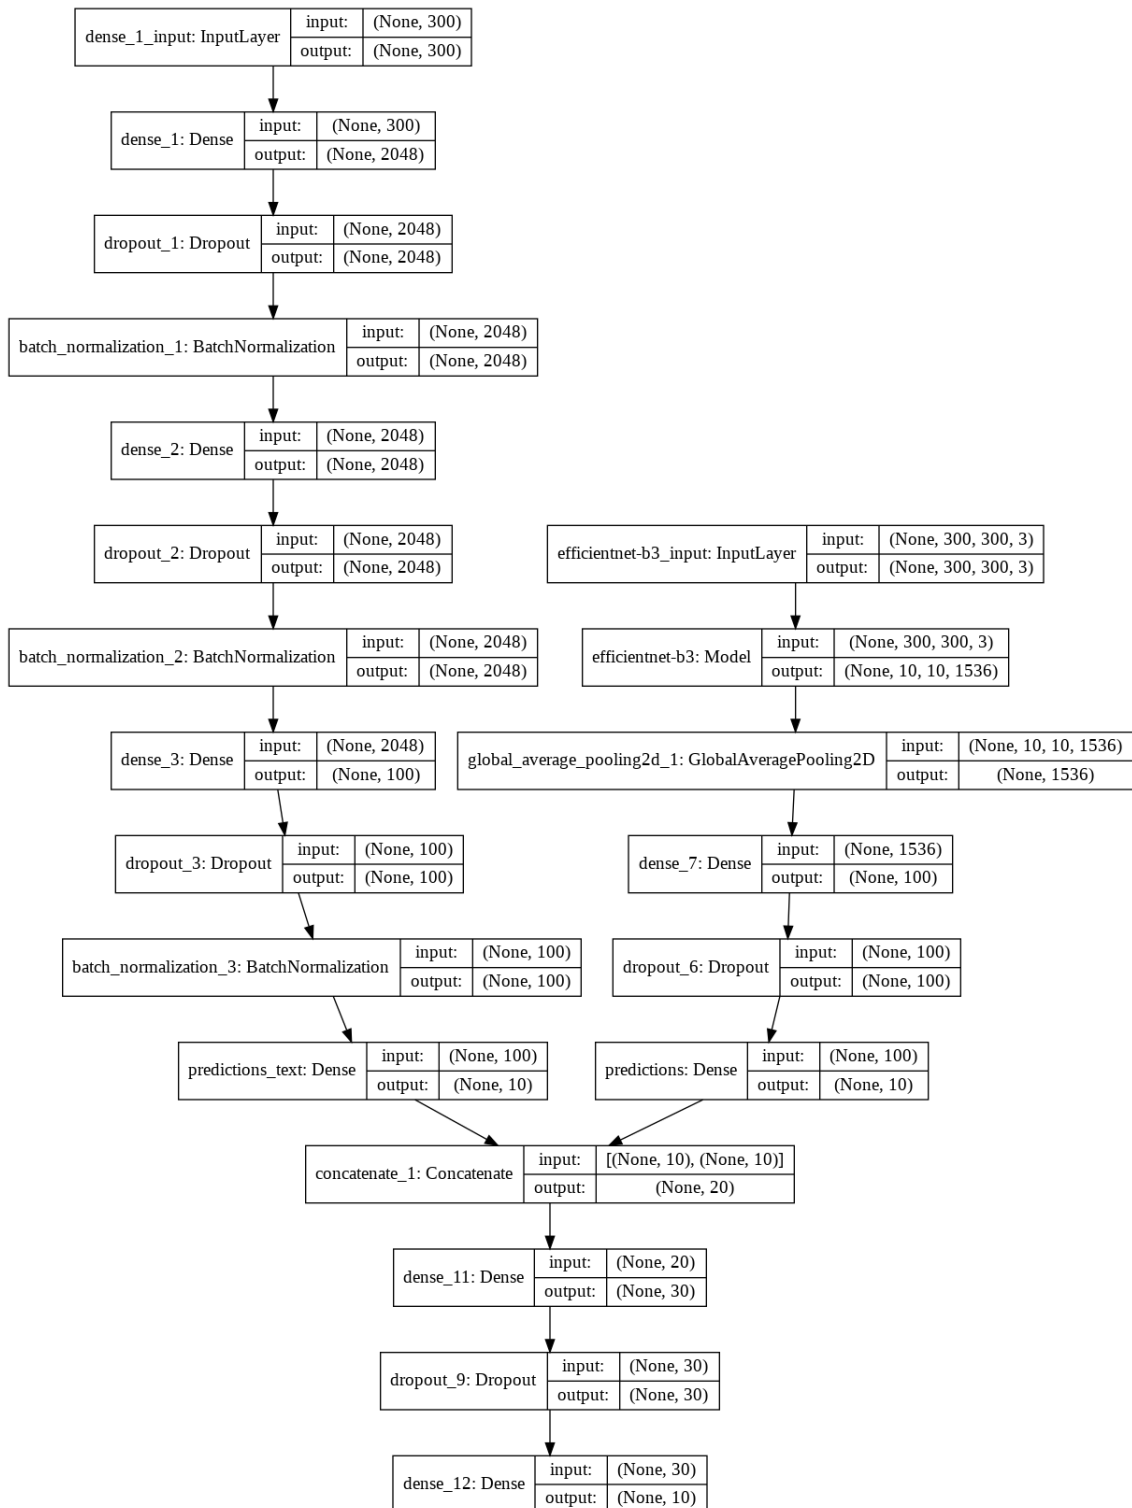 dense_1_input: InputLayer
input: (None, 300)
output: (None, 300)
dense_1: Dense
input: (None, 300)
output: (None, 2048)
dropout_1: Dropout
input: (None, 2048)
output: (None, 2048)
batch_normalization_1: BatchNormalization
input: (None, 2048)
output: (None, 2048)
dense_2: Dense
input: (None, 2048)
output: (None, 2048)
dropout_2: Dropout
input: (None, 2048)
output: (None, 2048)
efficientnet-b3_input: InputLayer
input: (None, 300, 300, 3)
output: (None, 300, 300, 3)
batch_normalization_2: BatchNormalization
input: (None, 2048)
output: (None, 2048)
efficientnet-b3: Model
input: (None, 300, 300, 3)
output: (None, 10, 10, 1536)
dense_3: Dense
input: (None, 2048)
output: (None, 100)
global_average_pooling2d_1: GlobalAveragePooling2D
input: (None, 10, 10, 1536)
output: (None, 1536)
dropout_3: Dropout
input: (None, 100)
output: (None, 100)
dense_7: Dense
input: (None, 1536)
output: (None, 100)
batch_normalization_3: BatchNormalization
input: (None, 100)
output: (None, 100)
dropout_6: Dropout
input: (None, 100)
output: (None, 100)
predictions_text: Dense
input: (None, 100)
output: (None, 10)
predictions: Dense
input: (None, 100)
output: (None, 10)
concatenate_1: Concatenate
input: [(None, 10), (None, 10)]
output: (None, 20)
dense_11: Dense
input: (None, 20)
output: (None, 30)
dropout_9: Dropout
input: (None, 30)
output: (None, 30)
dense_12: Dense
input: (None, 30)
output: (None, 10)